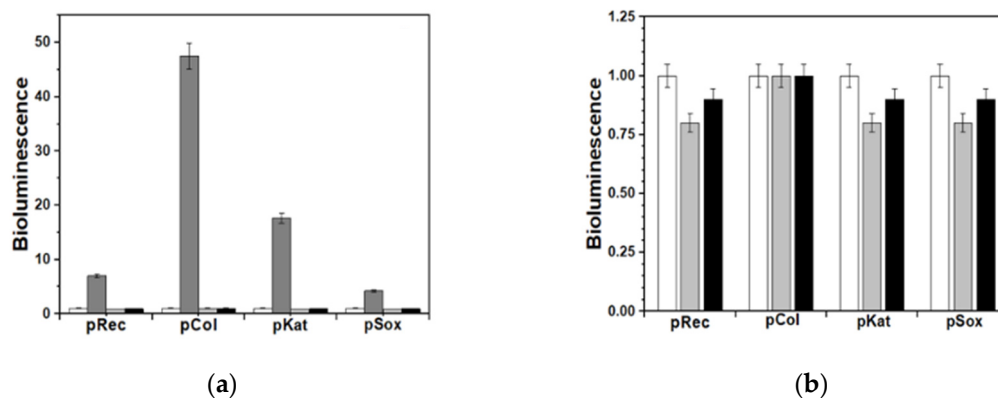 Bioluminescence
50
40
30
20
10
0
pRec pCol pKat pSox
(a)
Bioluminescence
1.25
1.00
0.75
0.50
0.25
0.00
pRec pCol pKat pSox
(b)